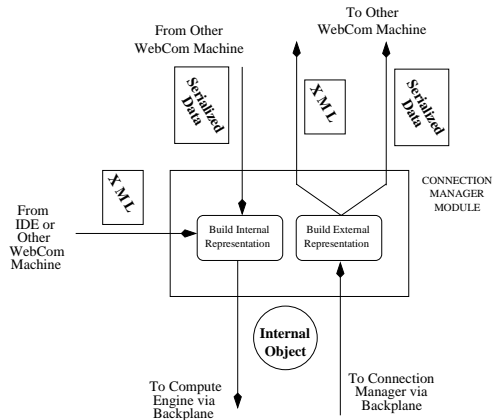 From Other
WebCom Machine
To Other
WebCom Machine
Serialized
Data
XML
Serialized
Data
XML
CONNECTION
MANAGER
MODULE
From
IDE or
Other
WebCom
Machine
Build Internal
Representation
Build External
Representation
Internal
Object
To Compute
Engine via
Backplane
To Connection
Manager via
Backplane